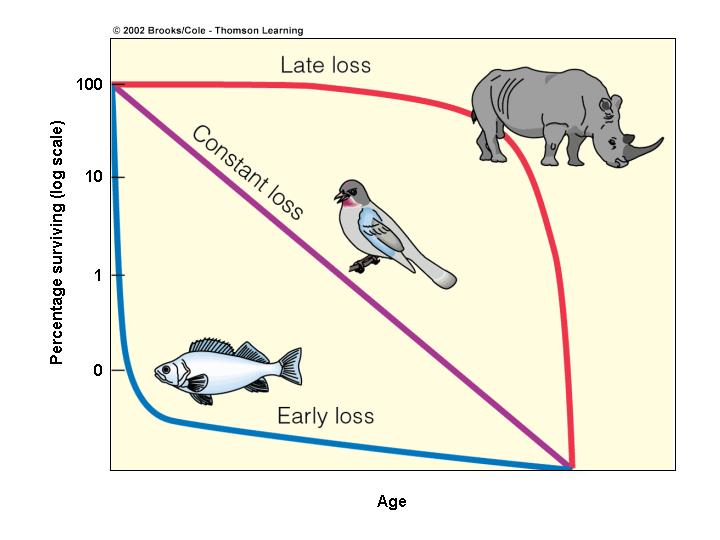 © 2002 Brooks/Cole - Thomson Learning
Late loss
100
Constant loss
10
Percentage surviving (log scale)
1
0
Early loss
Age